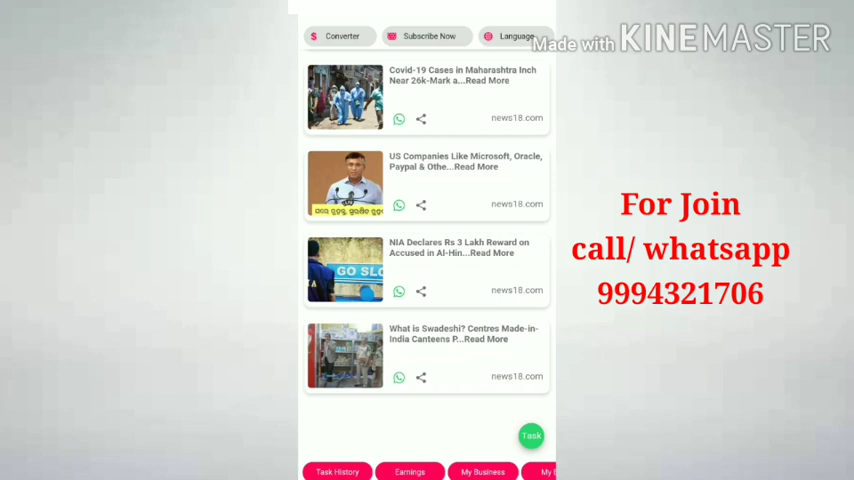 Converter
Subscribe Now
Language
Made with KINEMASTER
Covid-19 Cases in Maharashtra Inch
Near 26k-Mark a...Read More
news18.com
US Companies Like Microsoft, Oracle,
Paypal & Othe...Read More
news18.com
NIA Declares Rs 3 Lakh Reward on
Accused in Al-Hin...Read More
GO SLO
news18.com
What is Swadeshi? Centres Made-in-
India Canteens P...Read More
news18.com
For Join
call/ whatsapp
9994321706
Task
Task History
Earnings
My Business
My